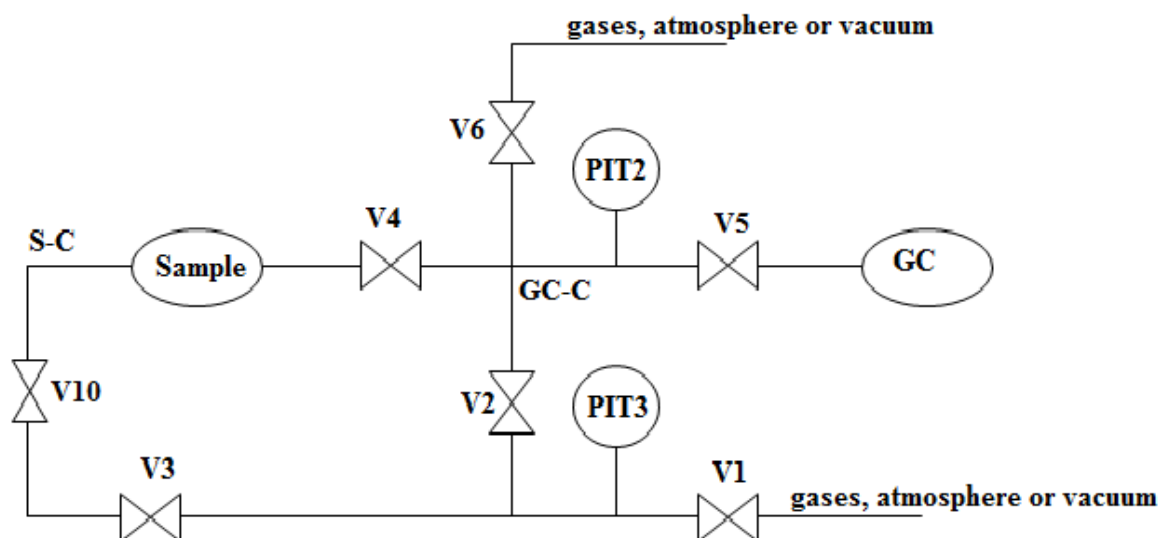 gases, atmosphere or vacuum
V6
PIT2
V4
V5
S-C
Sample
GC
GC-C
V10
V2
PIT3
V3
V1
gases, atmosphere or vacuum